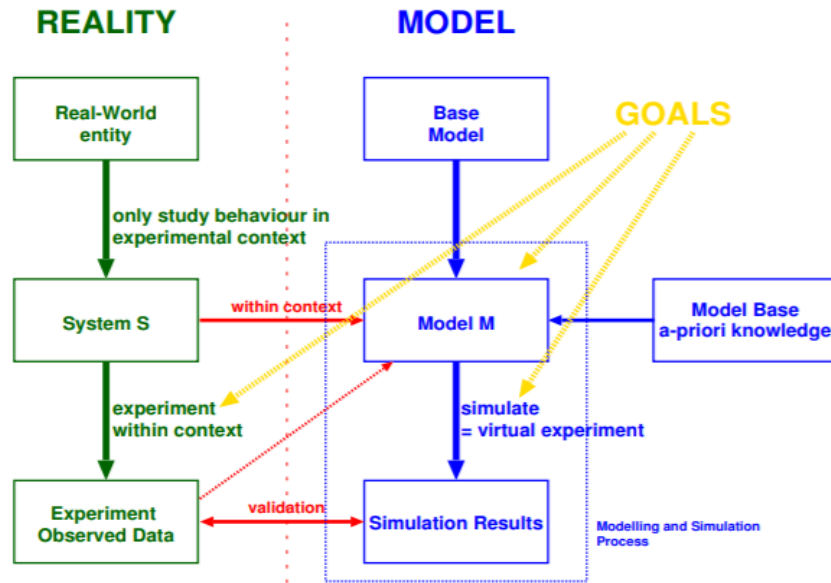 REALITY
MODEL
Real-World
entity
Base
Model
GOALS
only study behaviour in
experimental context
System S
within context
Model M
Model Base
a-priori knowledge
experiment
within context
simulate
= virtual experiment
Experiment
Observed Data
validation
Simulation Results
Modelling and Simulation
Process